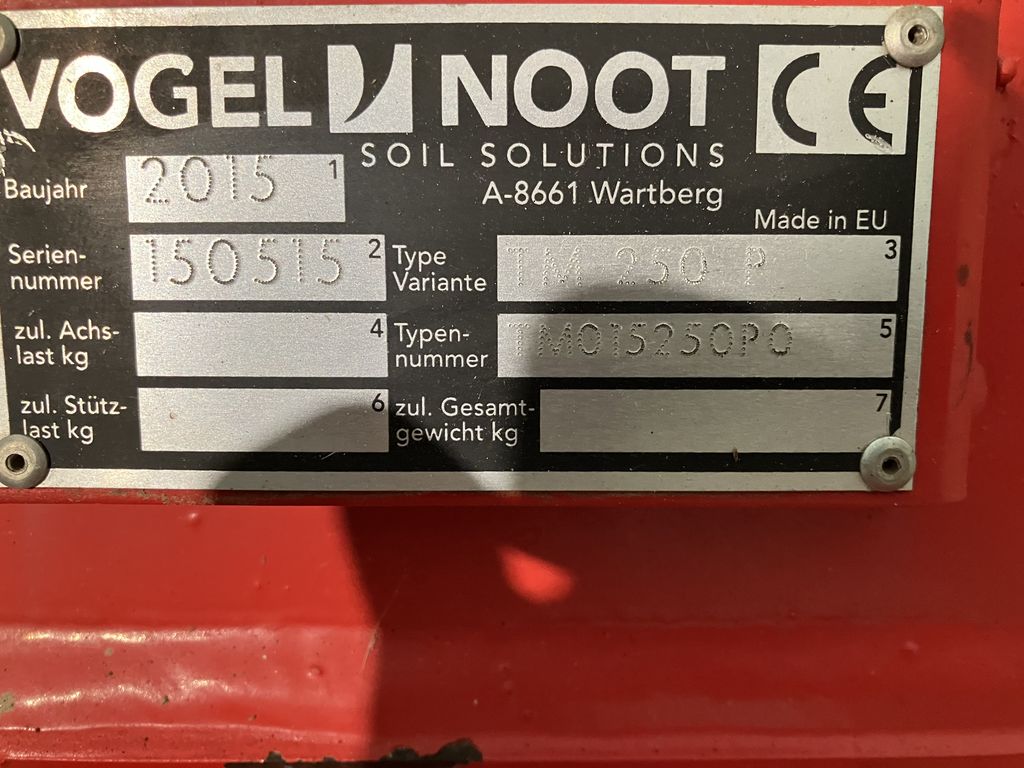 VOGEL NOOT
CE
SOIL SOLUTIONS
A-8661 Wartberg
Made in EU
Baujahr 2015 1
Serien-
nummer 150515 2
Type
Variante TM 250 P 3
zul. Achs-
last kg 4
Typen-
nummer TM015250P0 5
zul. Stütz-
last kg 6
zul. Gesamt-
gewicht kg 7